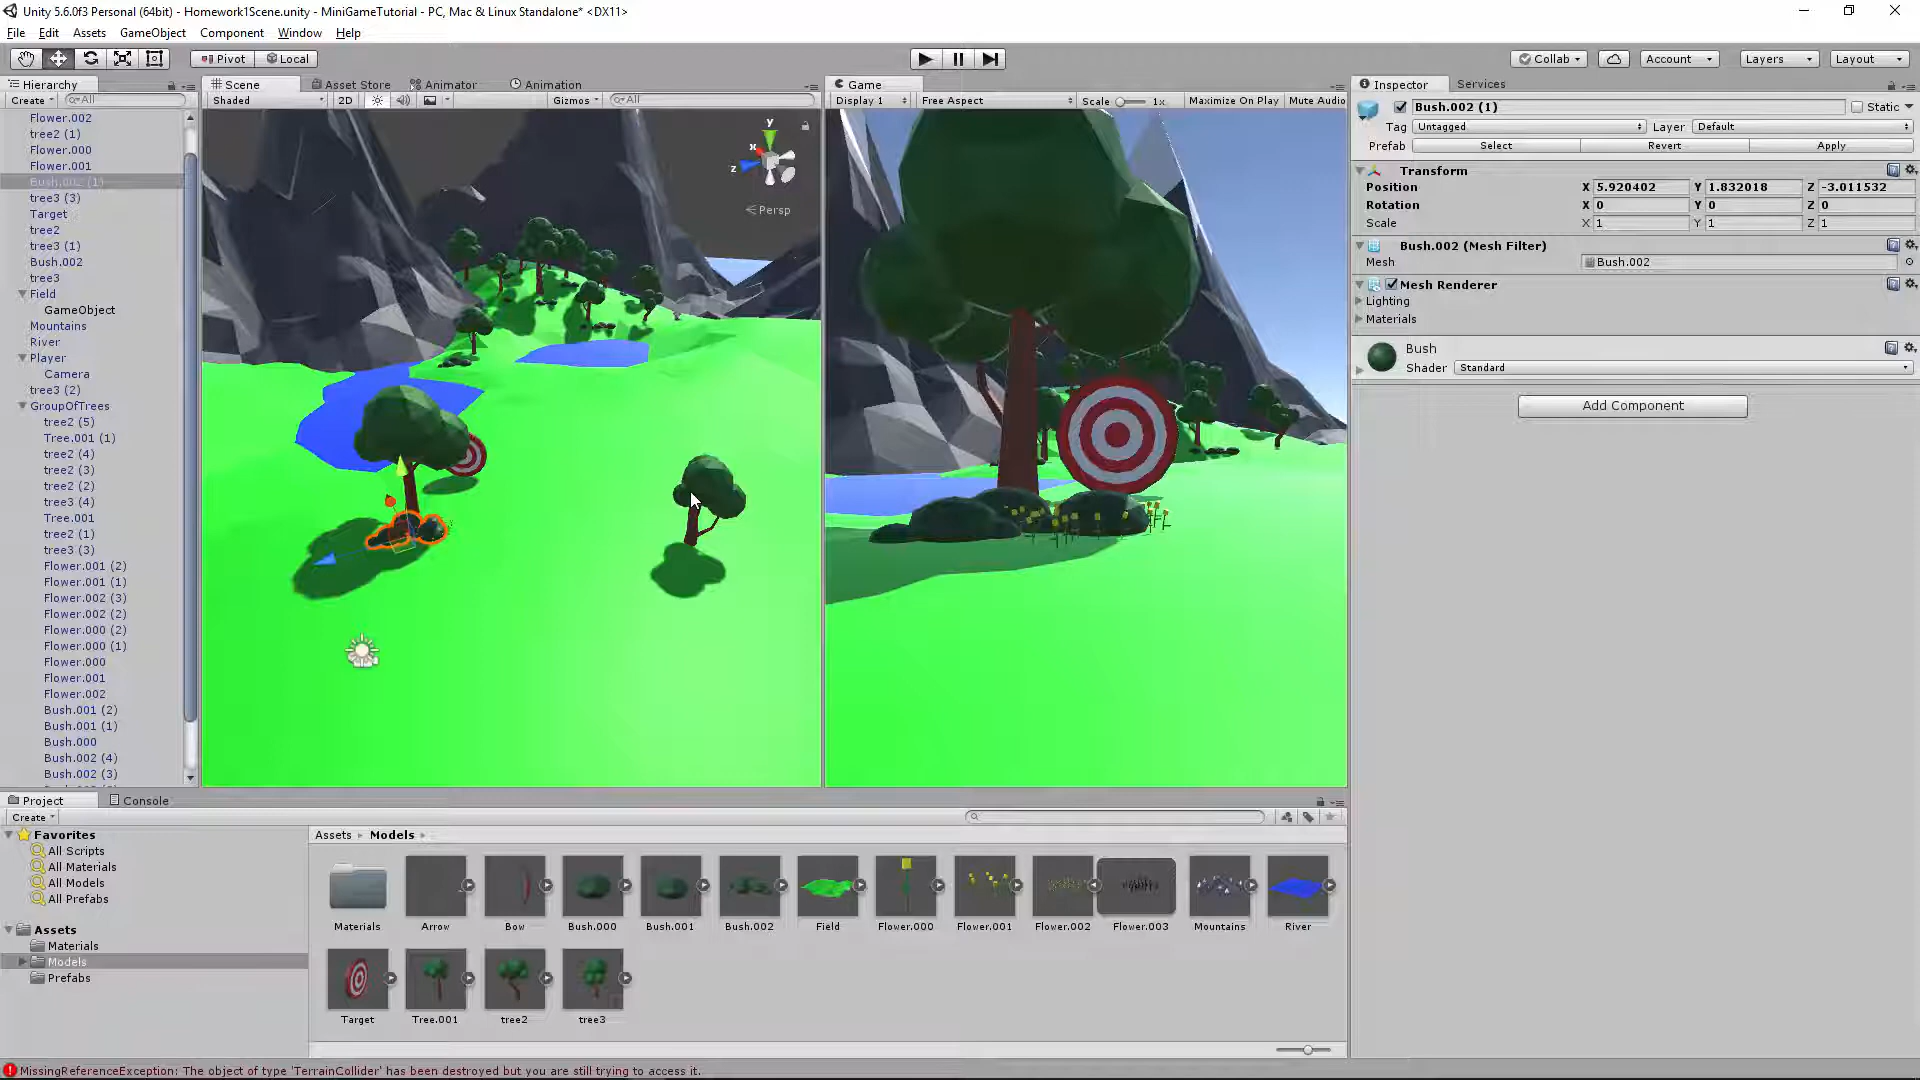 Unity 5.6.0f3 Personal (64bit) - Homework1Scene.unity - MiniGameTutorial - PC, Mac & Linux Standalone* <DX11>
File Edit Assets GameObject Component Window Help
Pivot Local Collab Account Layers Layout
Hierarchy Scene Asset Store Animator Animation Game Inspector Services
Create All Shaded 2D Gizmos All Display 1 Free Aspect Scale 1x Maximize On Play Mute Audio
Bush.002 (1) Static
Tag Untagged Layer Default
Prefab Select Revert Apply
Transform
Position X 5.920402 Y 1.832018 Z -3.011532
Rotation X 0 Y 0 Z 0
Scale X 1 Y 1 Z 1
Bush.002 (Mesh Filter)
Mesh Bush.002
Mesh Renderer
Lighting
Materials
Bush
Shader Standard
Add Component
y
x
z
Persp
Flower.002
tree2 (1)
Flower.000
Flower.001
Bush.002 (1)
tree3 (3)
Target
tree2
tree3 (1)
Bush.002
tree3
Field
GameObject
Mountains
River
Player
Camera
tree3 (2)
GroupOfTrees
tree2 (5)
Tree.001 (1)
tree2 (4)
tree2 (3)
tree2 (2)
tree3 (4)
Tree.001
tree2 (1)
tree3 (3)
Flower.001 (2)
Flower.001 (1)
Flower.002 (3)
Flower.002 (2)
Flower.000 (2)
Flower.000 (1)
Flower.000
Flower.001
Flower.002
Bush.001 (2)
Bush.001 (1)
Bush.000
Bush.002 (4)
Bush.002 (3)
Project Console
Create
Favorites
All Scripts
All Materials
All Models
All Prefabs
Assets
Materials
Models
Prefabs
Assets Models
Materials Arrow Bow Bush.000 Bush.001 Bush.002 Field Flower.000 Flower.001 Flower.002 Flower.003 Mountains River
Target Tree.001 tree2 tree3
MissingReferenceException: The object of type 'TerrainCollider' has been destroyed but you are still trying to access it.